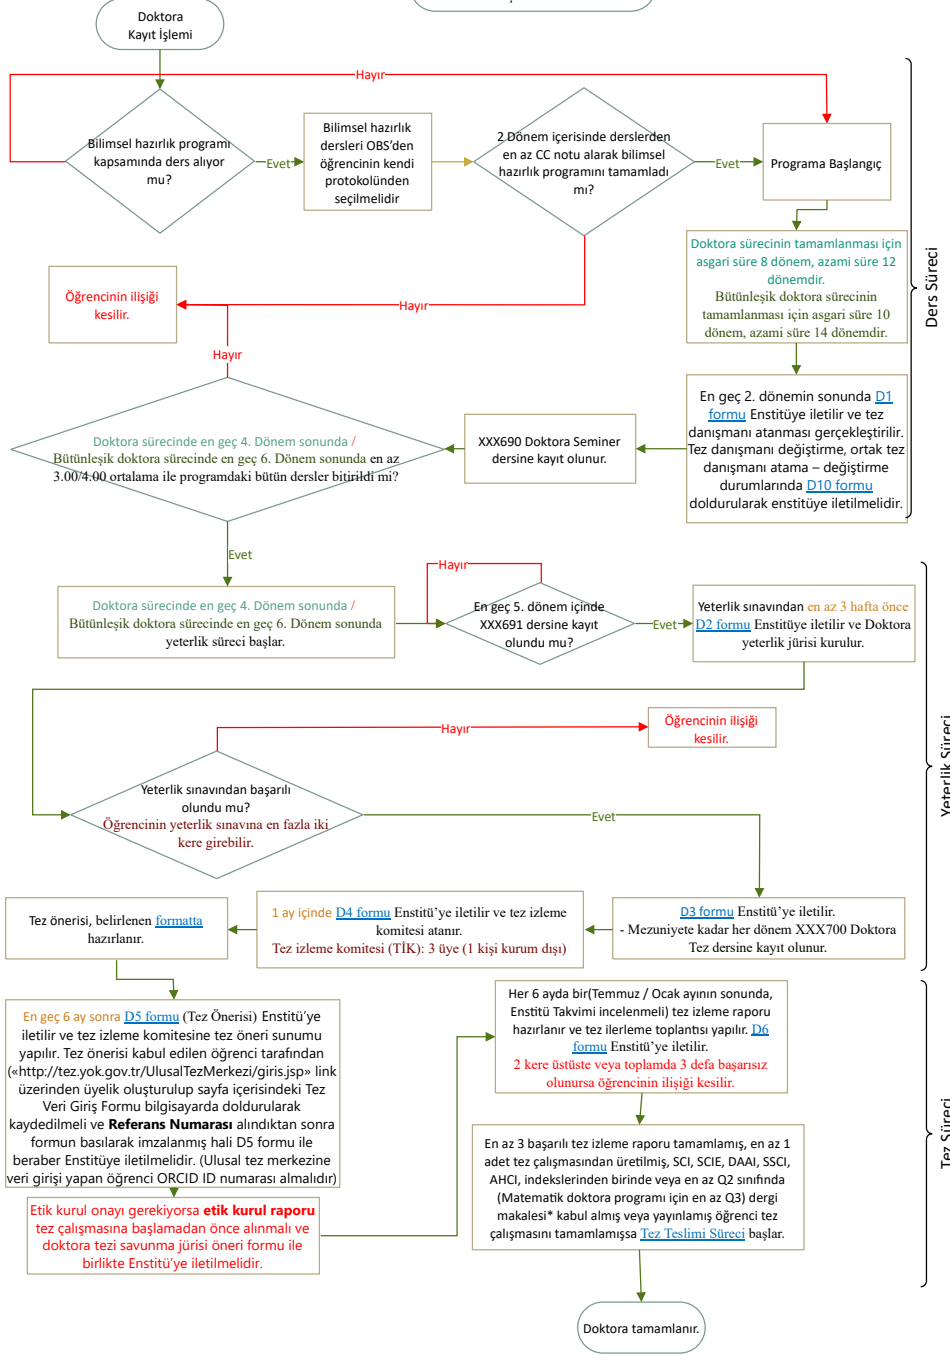 Doktora
Kayıt İşlemi
Hayır
Bilimsel hazırlık programı
kapsamında ders alıyor
mu?
Evet
Bilimsel hazırlık
dersleri OBS'den
öğrencinin kendi
protokolünden
seçilmelidir
2 Dönem içerisinde derslerden
en az CC notu alarak bilimsel
hazırlık programını tamamladı
mı?
Evet
Programa Başlangıç
Doktora sürecinin tamamlanması için
asgari süre 8 dönem, azami süre 12
dönemdir.
Bütünleşik doktora sürecinin
tamamlanması için asgari süre 10
dönem, azami süre 14 dönemdir.
Ders Süreci
Öğrencinin ilişiği
kesilir.
Hayır
Hayır
Doktora sürecinde en geç 4. Dönem sonunda /
Bütünleşik doktora sürecinde en geç 6. Dönem sonunda en az
3.00/4.00 ortalama ile programdaki bütün dersler bitirildi mi?
XXX690 Doktora Seminer
dersine kayıt olunur.
En geç 2. dönemin sonunda D1
formu Enstitüye iletilir ve tez
danışmanı atanması gerçekleştirilir.
Tez danışmanı değiştirme, ortak tez
danışmanı atama – değiştirme
durumlarında D10 formu
doldurularak enstitüye iletilmelidir.
Evet
Doktora sürecinde en geç 4. Dönem sonunda /
Bütünleşik doktora sürecinde en geç 6. Dönem sonunda
yeterlik süreci başlar.
Hayır
En geç 5. dönem içinde
XXX691 dersine kayıt
olundu mu?
Evet
Yeterlik sınavından en az 3 hafta önce
D2 formu Enstitüye iletilir ve Doktora
yeterlik jürisi kurulur.
Yeterlik Süreci
Hayır
Öğrencinin ilişiği
kesilir.
Yeterlik sınavından başarılı
olundu mu?
Öğrencinin yeterlik sınavına en fazla iki
kere girebilir.
Evet
Tez önerisi, belirlenen formatta
hazırlanır.
1 ay içinde D4 formu Enstitü'ye iletilir ve tez izleme
komitesi atanır.
Tez izleme komitesi (TİK): 3 üye (1 kişi kurum dışı)
D3 formu Enstitü'ye iletilir.
- Mezuniyete kadar her dönem XXX700 Doktora
Tez dersine kayıt olunur.
En geç 6 ay sonra D5 formu (Tez Önerisi) Enstitü'ye
iletilir ve tez izleme komitesine tez öneri sunumu
yapılır. Tez önerisi kabul edilen öğrenci tarafından
(«http://tez.yok.gov.tr/UlusalTezMerkezi/giris.jsp» link
üzerinden üyelik oluşturulup sayfa içerisindeki Tez
Veri Giriş Formu bilgisayarda doldurularak
kaydedilmeli ve Referans Numarası alındıktan sonra
formun basılarak imzalanmış hali D5 formu ile
beraber Enstitüye iletilmelidir. (Ulusal tez merkezine
veri girişi yapan öğrenci ORCID ID numarası almalıdır)
Etik kurul onayı gerekiyorsa etik kurul raporu
tez çalışmasına başlamadan önce alınmalı ve
doktora tezi savunma jürisi öneri formu ile
birlikte Enstitü'ye iletilmelidir.
Her 6 ayda bir(Temmuz / Ocak ayının sonunda,
Enstitü Takvimi incelenmeli) tez izleme raporu
hazırlanır ve tez ilerleme toplantısı yapılır. D6
formu Enstitü'ye iletilir.
2 kere üstüste veya toplamda 3 defa başarısız
olunursa öğrencinin ilişiği kesilir.
Tez Süreci
En az 3 başarılı tez izleme raporu tamamlamış, en az 1
adet tez çalışmasından üretilmiş, SCI, SCIE, DAAI, SSCI,
AHCI, indekslerinden birinde veya en az Q2 sınıfında
(Matematik doktora programı için en az Q3) dergi
makalesi* kabul almış veya yayınlamış öğrenci tez
çalışmasını tamamlamışsa Tez Teslimi Süreci başlar.
Doktora tamamlanır.